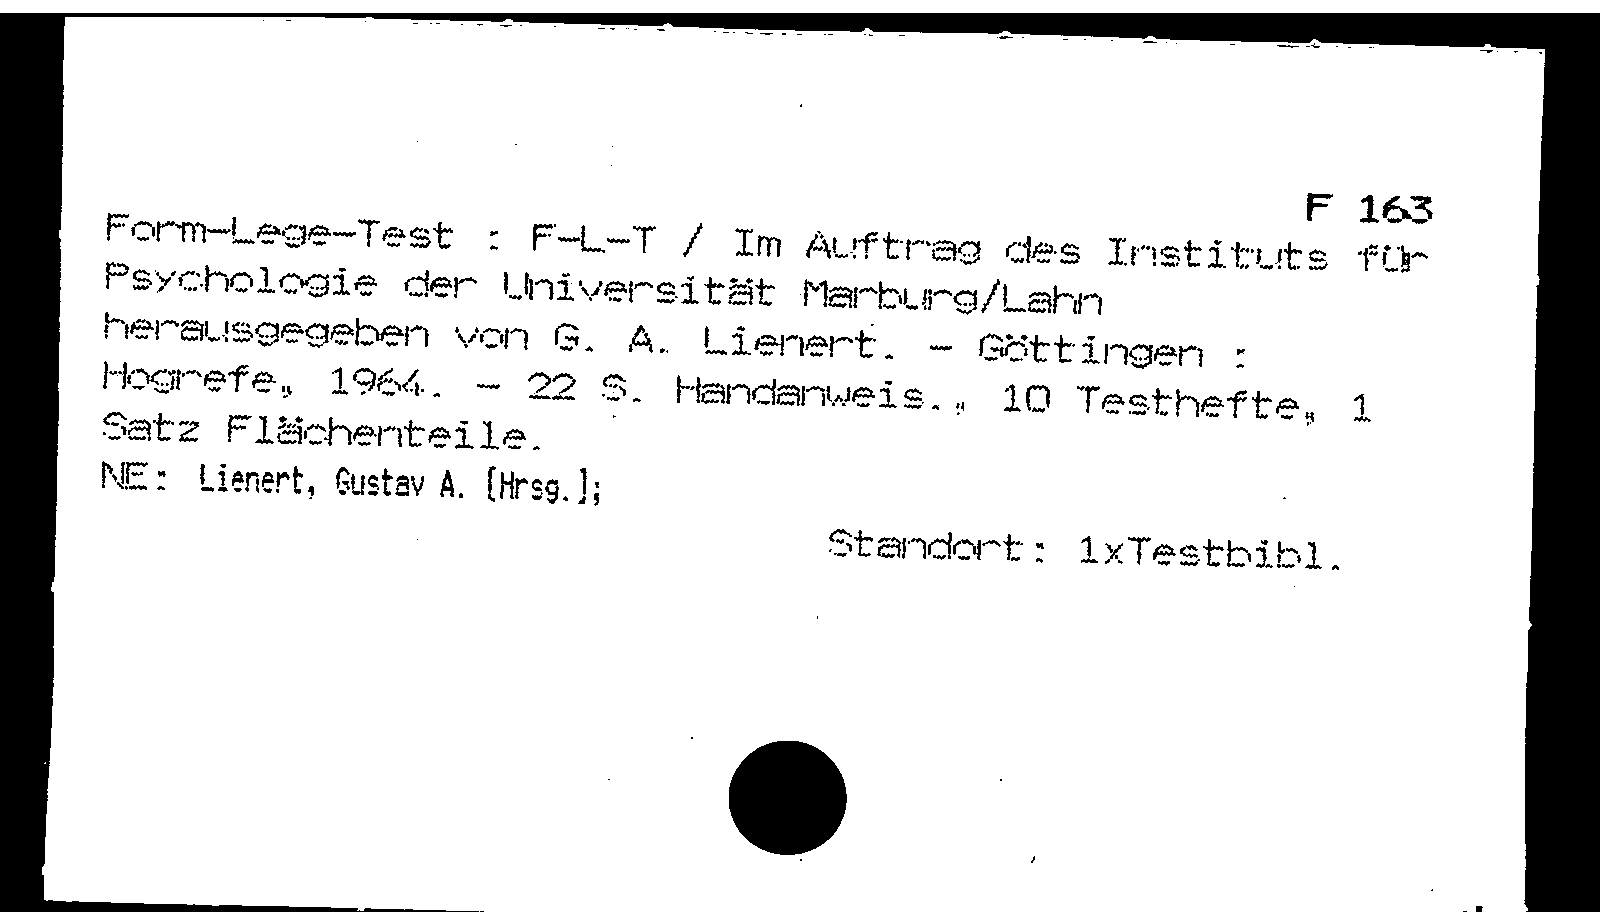 F 163
Form-Lege-Test : F-L-T / Im Auftrag des Instituts für
Psychologie der Universität Marburg/Lahn
herausgegeben von G. A. Lienert. - Göttingen :
Hogrefe, 1964. - 22 S. Handanweis., 10 Testhefte, 1
Satz Flächenteile.
NE: Lienert, Gustav A. [Hrsg.];
Standort: 1xTestbibl.